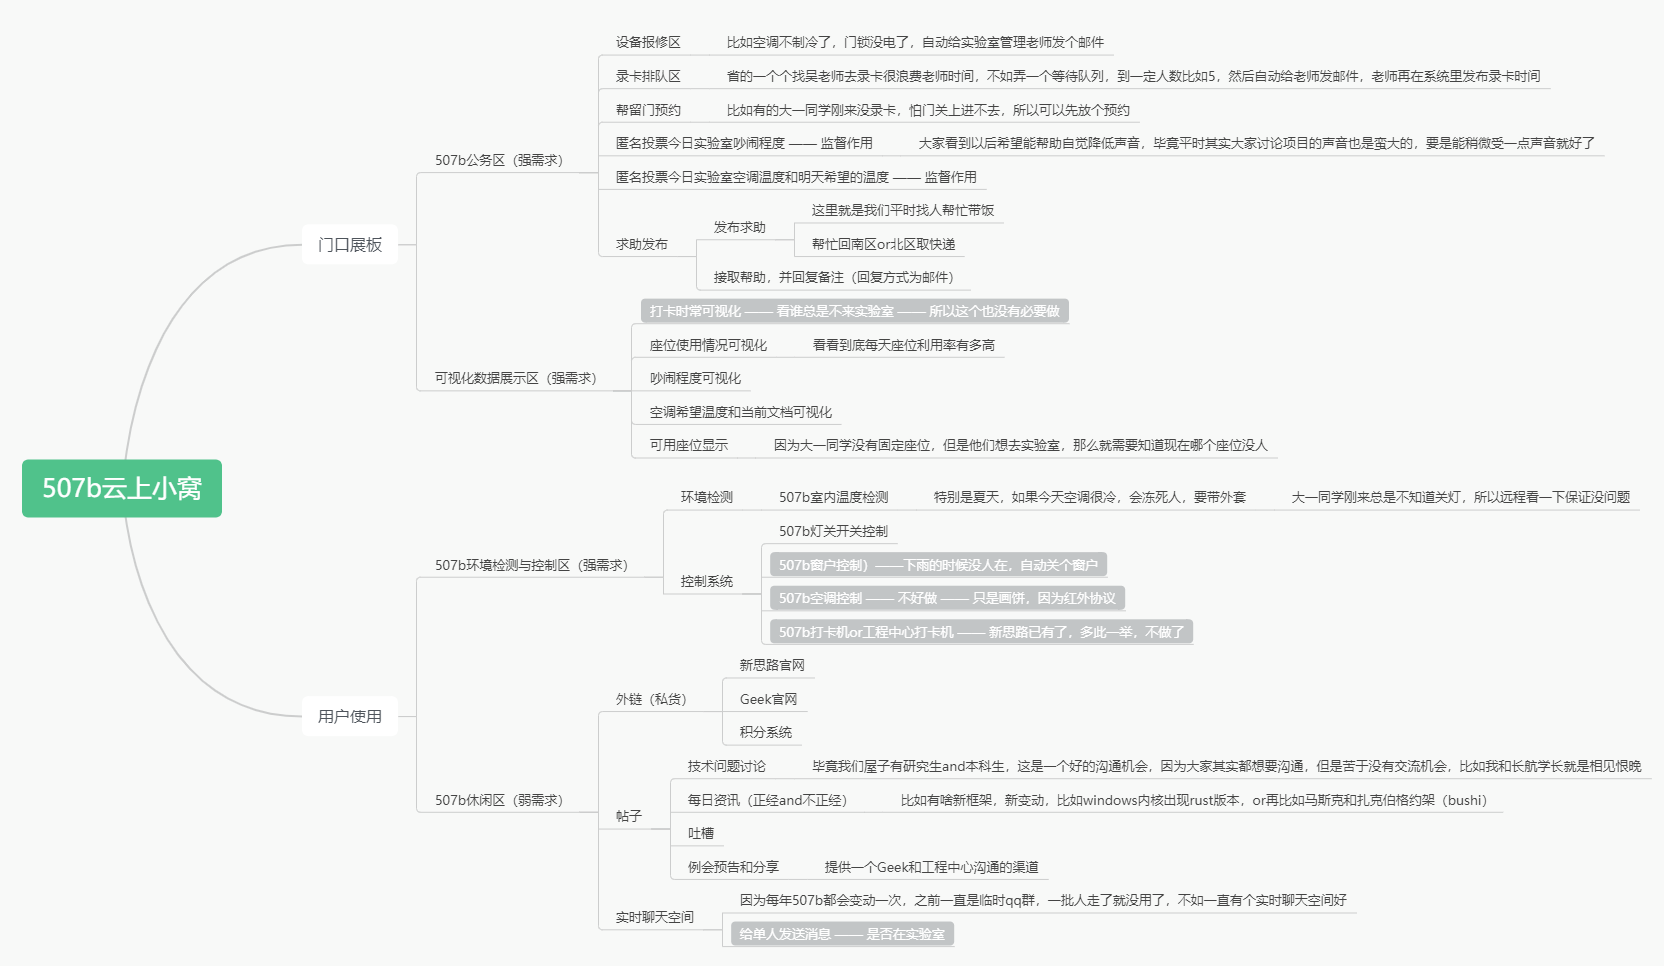 507b云上小窝
门口展板
507b公务区（强需求）
设备报修区
比如空调不制冷了，门锁没电了，自动给实验室管理老师发个邮件
录卡排队区
省的一个个找吴老师去录卡很浪费老师时间，不如弄一个等待队列，到一定人数比如5，然后自动给老师发邮件，老师再在系统里发布录卡时间
帮留门预约
比如有的大一同学刚来没录卡，怕门关上进不去，所以可以先放个预约
匿名投票今日实验室吵闹程度 —— 监督作用
大家看到以后希望能帮助自觉降低声音，毕竟平时其实大家讨论项目的声音也是蛮大的，要是能稍微受一点声音就好了
匿名投票今日实验室空调温度和明天希望的温度 —— 监督作用
求助发布
发布求助
这里就是我们平时找人帮忙带饭
帮忙回南区or北区取快递
接取帮助，并回复备注（回复方式为邮件）
可视化数据展示区（强需求）
打卡时常可视化 —— 看谁总是不来实验室 —— 所以这个也没有必要做
座位使用情况可视化
看看到底每天座位利用率有多高
吵闹程度可视化
空调希望温度和当前文档可视化
可用座位显示
因为大一同学没有固定座位，但是他们想去实验室，那么就需要知道现在哪个座位没人
用户使用
507b环境检测与控制区（强需求）
环境检测
507b室内温度检测
特别是夏天，如果今天空调很冷，会冻死人，要带外套
大一同学刚来总是不知道关灯，所以远程看一下保证没问题
控制系统
507b灯关开关控制
507b窗户控制）——下雨的时候没人在，自动关个窗户
507b空调控制 —— 不好做 —— 只是画饼，因为红外协议
507b打卡机or工程中心打卡机 —— 新思路已有了，多此一举，不做了
507b休闲区（弱需求）
外链（私货）
新思路官网
Geek官网
积分系统
帖子
技术问题讨论
毕竟我们屋子有研究生and本科生，这是一个好的沟通机会，因为大家其实都想要沟通，但是苦于没有交流机会，比如我和长航学长就是相见恨晚
每日资讯（正经and不正经）
比如有啥新框架，新变动，比如windows内核出现rust版本，or再比如马斯克和扎克伯格约架（bushi）
吐槽
例会预告和分享
提供一个Geek和工程中心沟通的渠道
实时聊天空间
因为每年507b都会变动一次，之前一直是临时qq群，一批人走了就没用了，不如一直有个实时聊天空间好
给单人发送消息 —— 是否在实验室